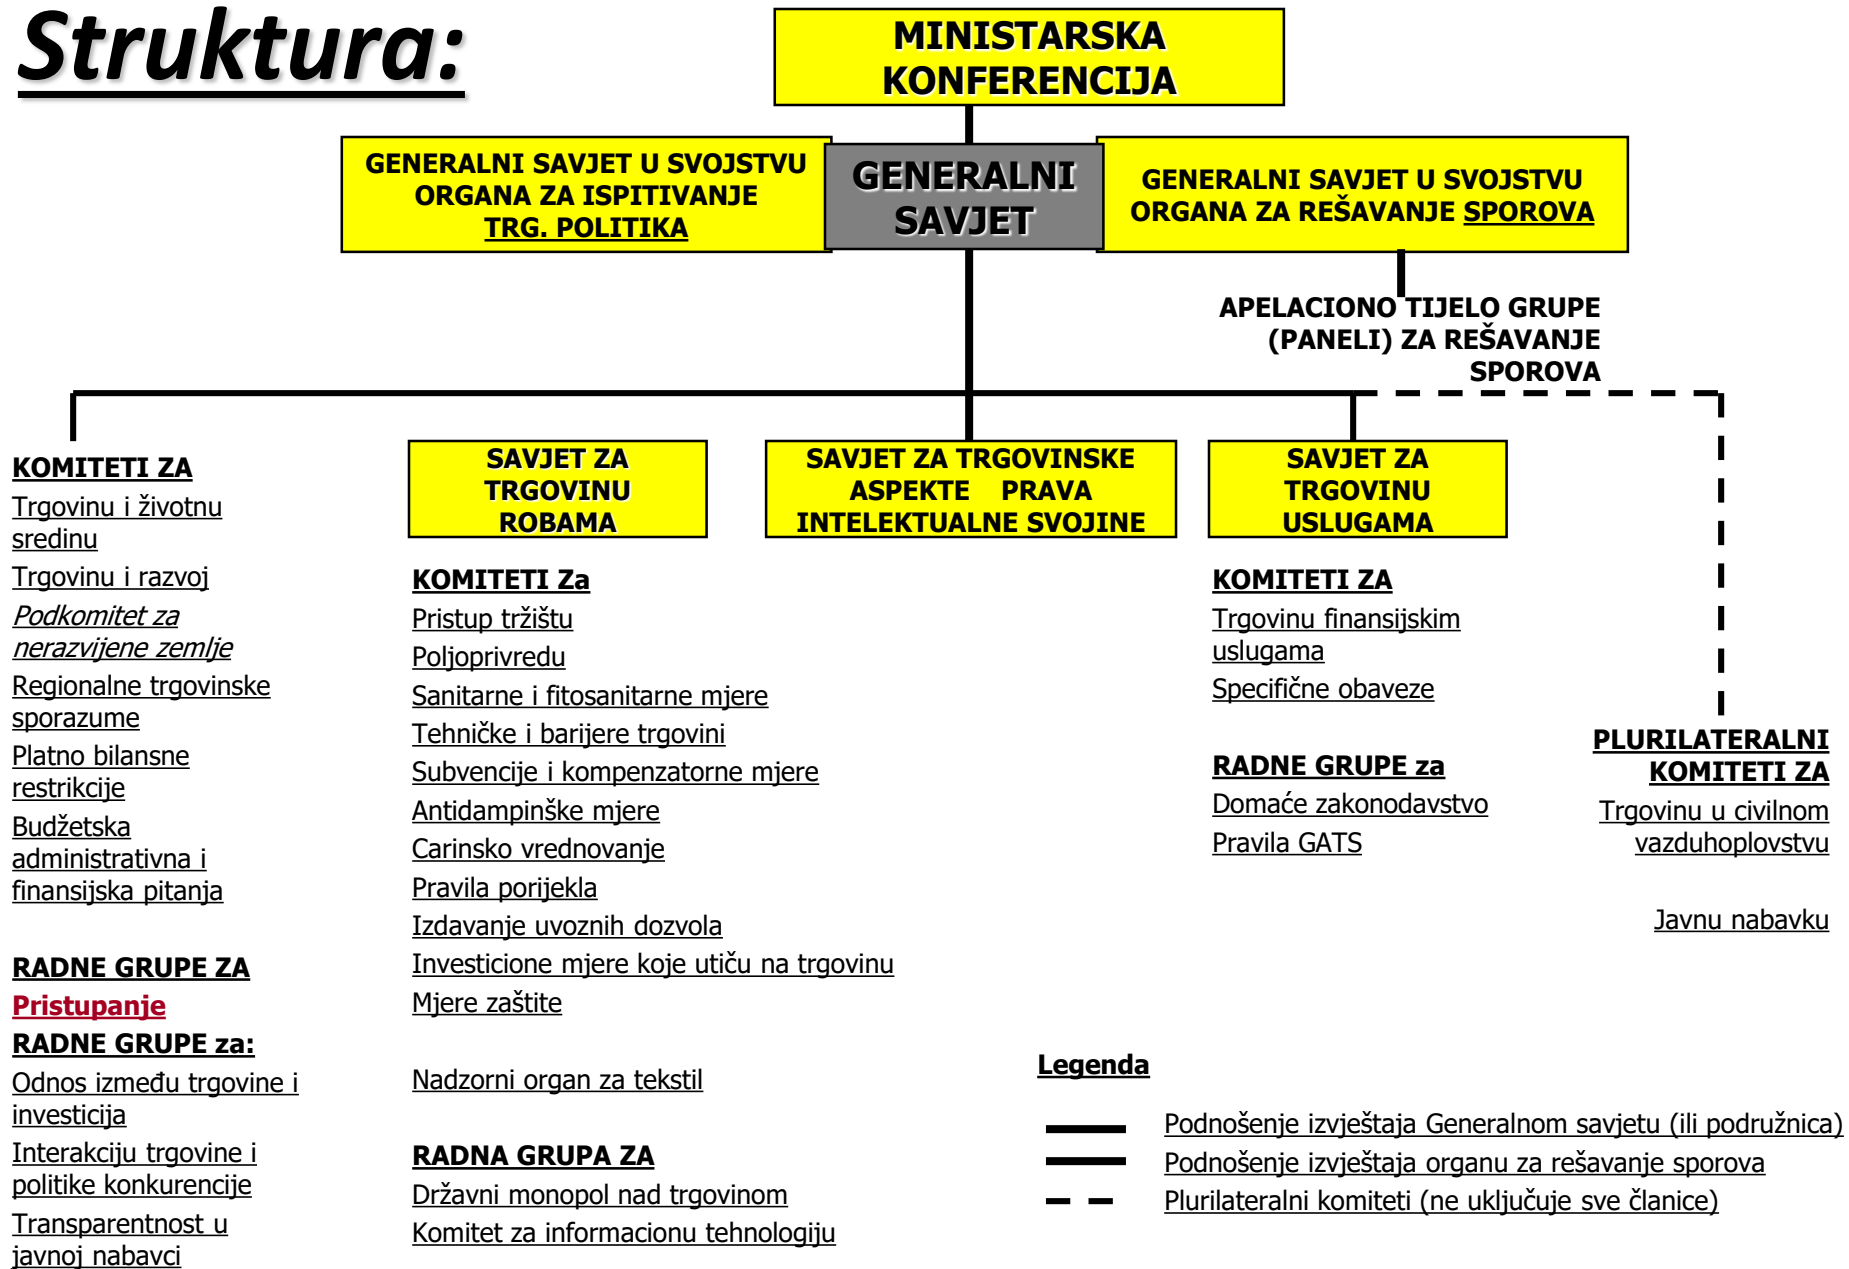 Struktura:
MINISTARSKA
KONFERENCIJA
GENERALNI SAVJET U SVOJSTVU
ORGANA ZA ISPITIVANJE
TRG. POLITIKA
GENERALNI
SAVJET
GENERALNI SAVJET U SVOJSTVU
ORGANA ZA REŠAVANJE SPOROVA
APELACIONO TIJELO GRUPE
(PANELI) ZA REŠAVANJE
SPOROVA
KOMITETI ZA
Trgovinu i životnu
sredinu
Trgovinu i razvoj
Podkomitet za
nerazvijene zemlje
Regionalne trgovinske
sporazume
Platno bilansne
restrikcije
Budžetska
administrativna i
finansijska pitanja
RADNE GRUPE ZA
Pristupanje
RADNE GRUPE za:
Odnos između trgovine i
investicija
Interakciju trgovine i
politike konkurencije
Transparentnost u
javnoj nabavci
SAVJET ZA
TRGOVINU
ROBAMA
KOMITETI Za
Pristup tržištu
Poljoprivredu
Sanitarne i fitosanitarne mjere
Tehničke i barijere trgovini
Subvencije i kompenzatorne mjere
Antidampinške mjere
Carinsko vrednovanje
Pravila porijekla
Izdavanje uvoznih dozvola
Investicione mjere koje utiču na trgovinu
Mjere zaštite
Nadzorni organ za tekstil
RADNA GRUPA ZA
Državni monopol nad trgovinom
Komitet za informacionu tehnologiju
SAVJET ZA TRGOVINSKE
ASPEKTE PRAVA
INTELEKTUALNE SVOJINE
SAVJET ZA
TRGOVINU
USLUGAMA
KOMITETI ZA
Trgovinu finansijskim
uslugama
Specifične obaveze
RADNE GRUPE za
Domaće zakonodavstvo
Pravila GATS
PLURILATERALNI
KOMITETI ZA
Trgovinu u civilnom
vazduhoplovstvu
Javnu nabavku
Legenda
Podnošenje izvještaja Generalnom savjetu (ili podružnica)
Podnošenje izvještaja organu za rešavanje sporova
Plurilateralni komiteti (ne uključuje sve članice)